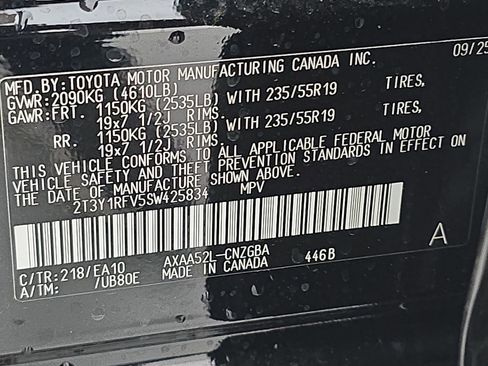 MFD.BY:TOYOTA MOTOR MANUFACTURING CANADA INC. 09/25
GVWR:2090KG (4610LB)
GAWR:FRT. 1150KG (2535LB) WITH 235/55R19 TIRES,
19x7 1/2J RIMS.
RR. 1150KG (2535LB) WITH 235/55R19 TIRES,
19x7 1/2J RIMS.
THIS VEHICLE CONFORMS TO ALL APPLICABLE FEDERAL MOTOR
VEHICLE SAFETY AND THEFT PREVENTION STANDARDS IN EFFECT ON
THE DATE OF MANUFACTURE SHOWN ABOVE.
2T3Y1RFV5SW425834 MPV
C/TR:218/EA10 AXAA52L-CNZGBA 446B A
A/TM: /UB80E MADE IN CANADA